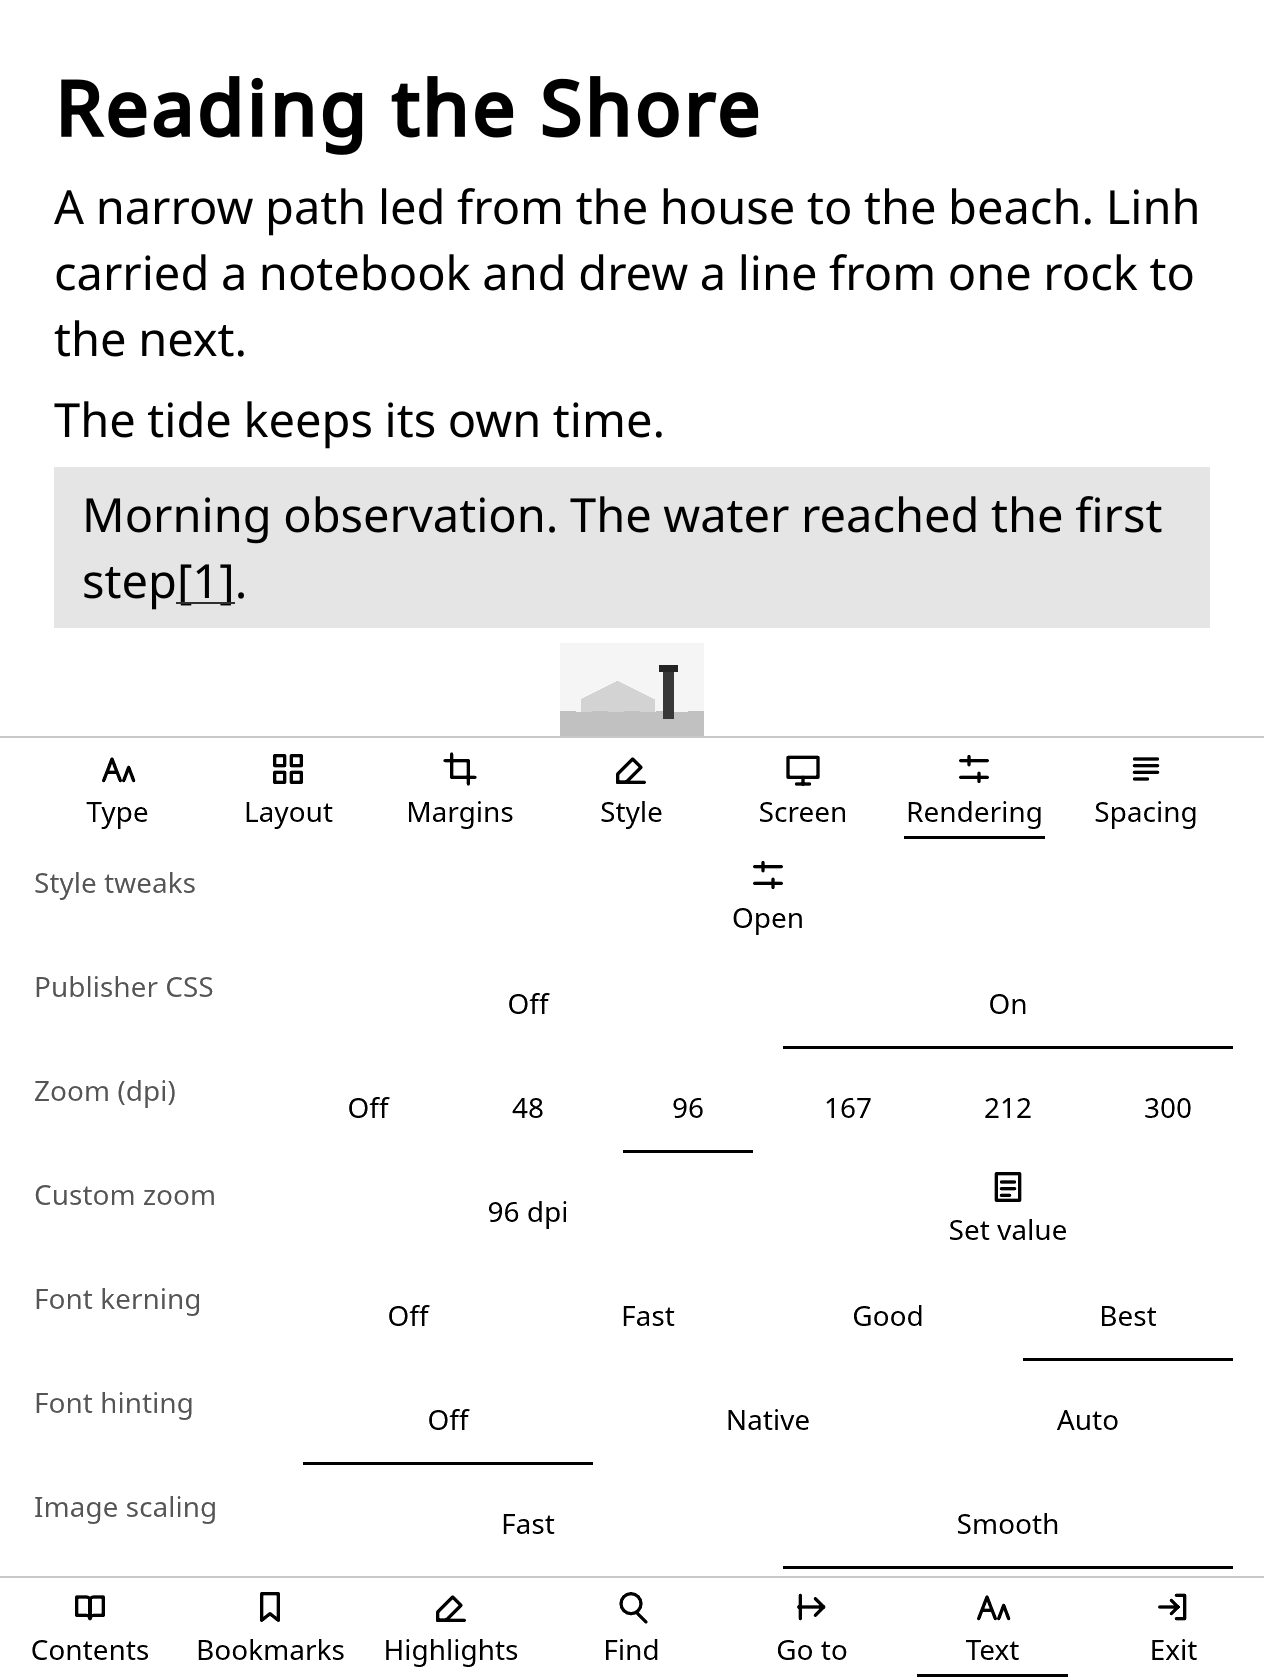 Reading the Shore
A narrow path led from the house to the beach. Linh
carried a notebook and drew a line from one rock to
the next.
The tide keeps its own time.
Morning observation. The water reached the first
step[1].
Type Layout Margins Style Screen Rendering Spacing
Style tweaks Open
Publisher CSS Off On
Zoom (dpi) Off 48 96 167 212 300
Custom zoom 96 dpi Set value
Font kerning Off Fast Good Best
Font hinting Off Native Auto
Image scaling Fast Smooth
Contents Bookmarks Highlights Find Go to Text Exit